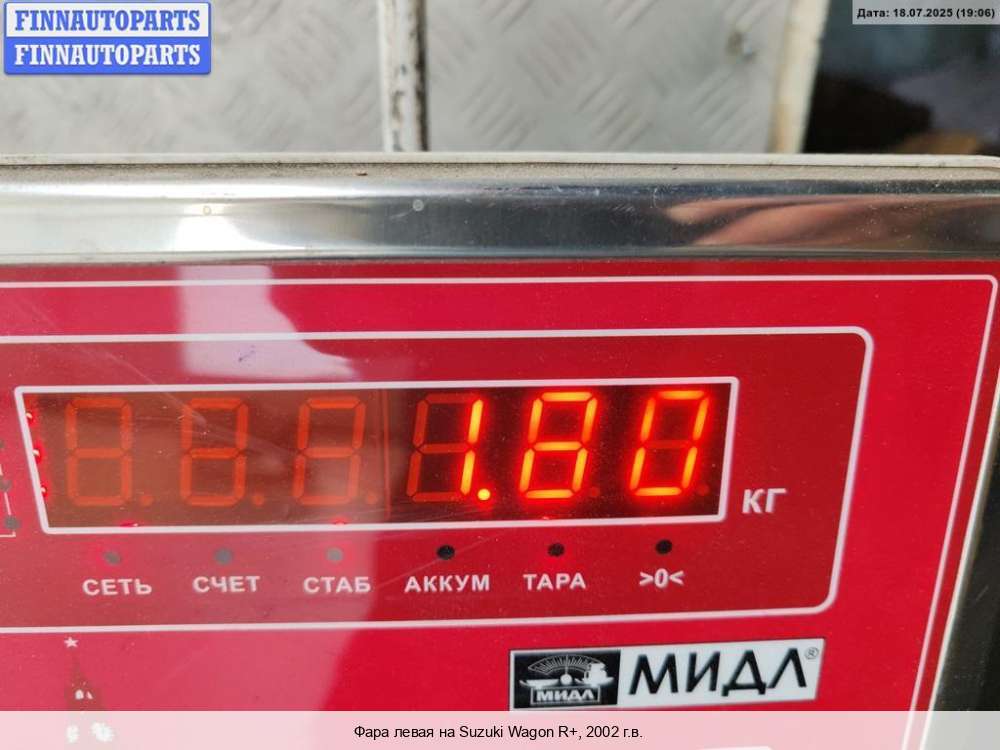 FINNAUTOPARTS
FINNAUTOPARTS
Дата: 18.07.2025 (19:06)
1.80
КГ
СЕТЬ СЧЕТ СТАБ АККУМ ТАРА >0<
МИДЛ МИДЛ®
Фара левая на Suzuki Wagon R+, 2002 г.в.